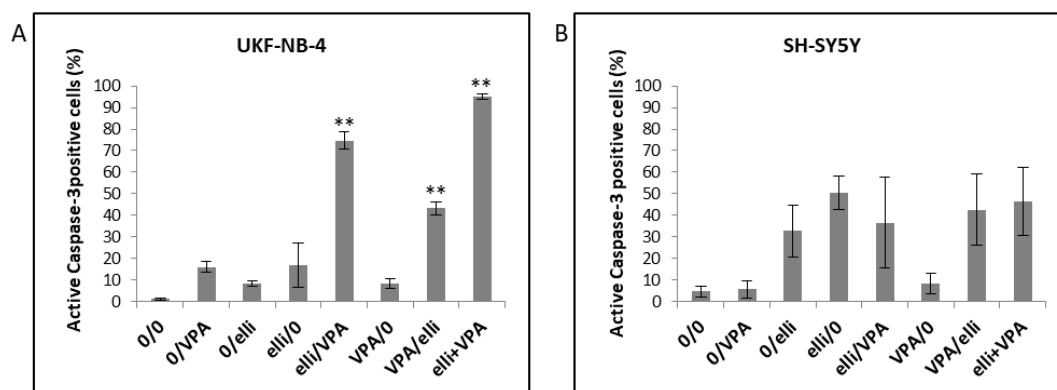 A
UKF-NB-4
Active Caspase-3positive cells (%)
100
90
80
70
60
50
40
30
20
10
0
**
**
**
0/0
0/VPA
0/elli
elli/0
elli/VPA
VPA/0
VPA/elli
elli+VPA
B
SH-SY5Y
Active Caspase-3 positive cells (%)
100
90
80
70
60
50
40
30
20
10
0
0/0
0/VPA
0/elli
elli/0
elli/VPA
VPA/0
VPA/elli
elli+VPA